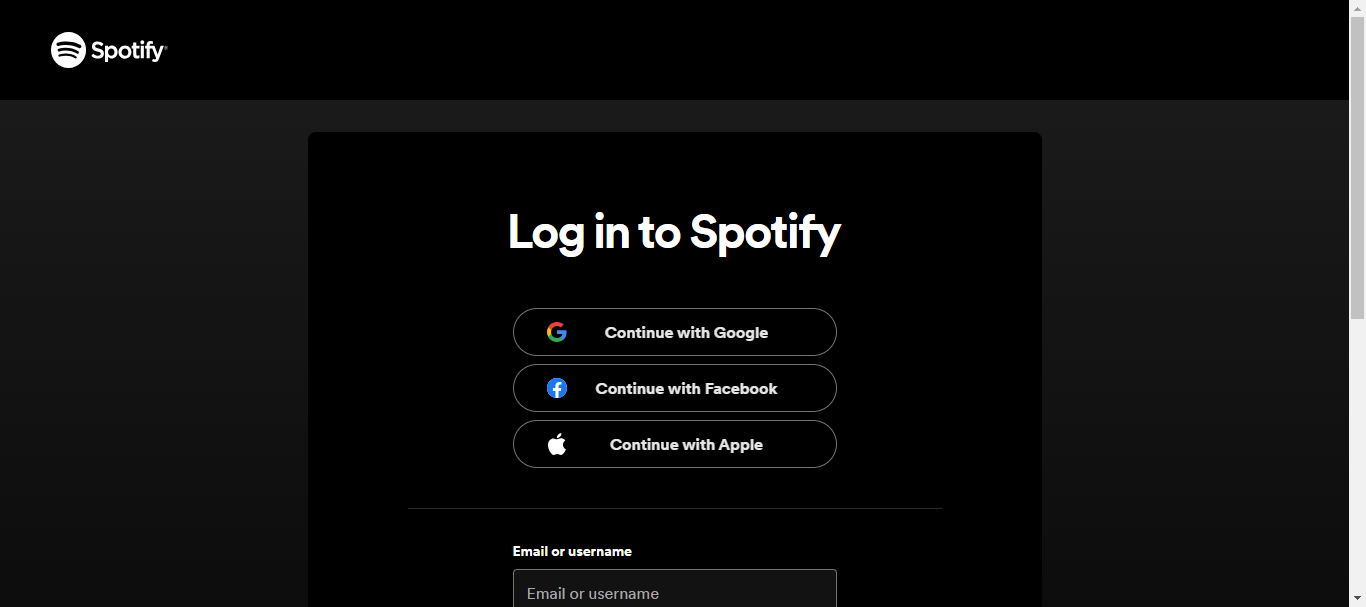 Spotify
Log in to Spotify
Continue with Google
Continue with Facebook
Continue with Apple
Email or username
Email or username